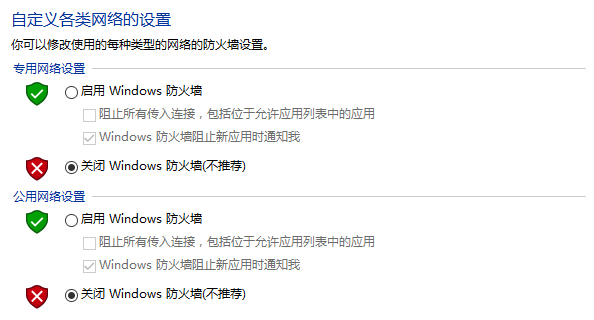 自定义各类网络的设置
你可以修改使用的每种类型的网络的防火墙设置。
专用网络设置
启用 Windows 防火墙
阻止所有传入连接，包括位于允许应用列表中的应用
Windows 防火墙阻止新应用时通知我
关闭 Windows 防火墙(不推荐)
公用网络设置
启用 Windows 防火墙
阻止所有传入连接，包括位于允许应用列表中的应用
Windows 防火墙阻止新应用时通知我
关闭 Windows 防火墙(不推荐)